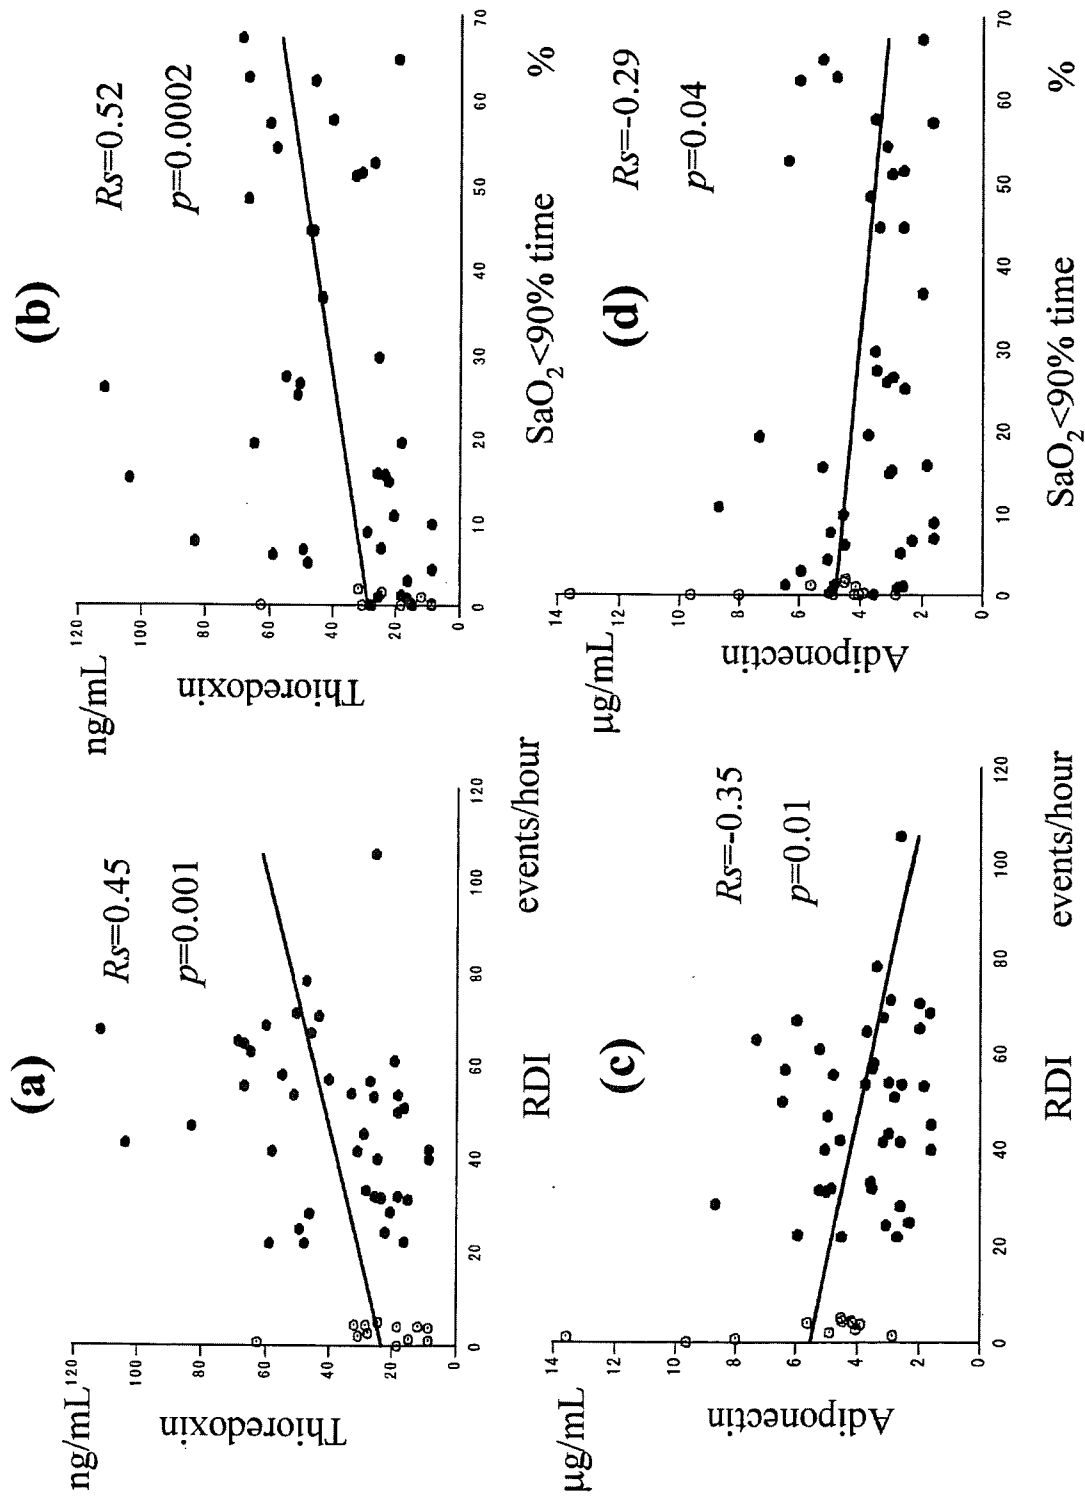 (a)
ng/mL
Thioredoxin
120
100
80
60
40
20
0
0
20
40
60
80
100
120
Rs=0.45
p=0.001
RDI
events/hour
(b)
ng/mL
Thioredoxin
120
100
80
60
40
20
0
0
10
20
30
40
50
60
70
Rs=0.52
p=0.0002
SaO₂<90% time
%
(c)
µg/mL
Adiponectin
14
10
8
6
4
2
0
0
20
40
60
80
100
120
Rs=-0.35
p=0.01
RDI
events/hour
(d)
µg/mL
Adiponectin
14
12
10
8
6
4
2
0
0
10
20
30
40
50
60
70
Rs=-0.29
p=0.04
SaO₂<90% time
%